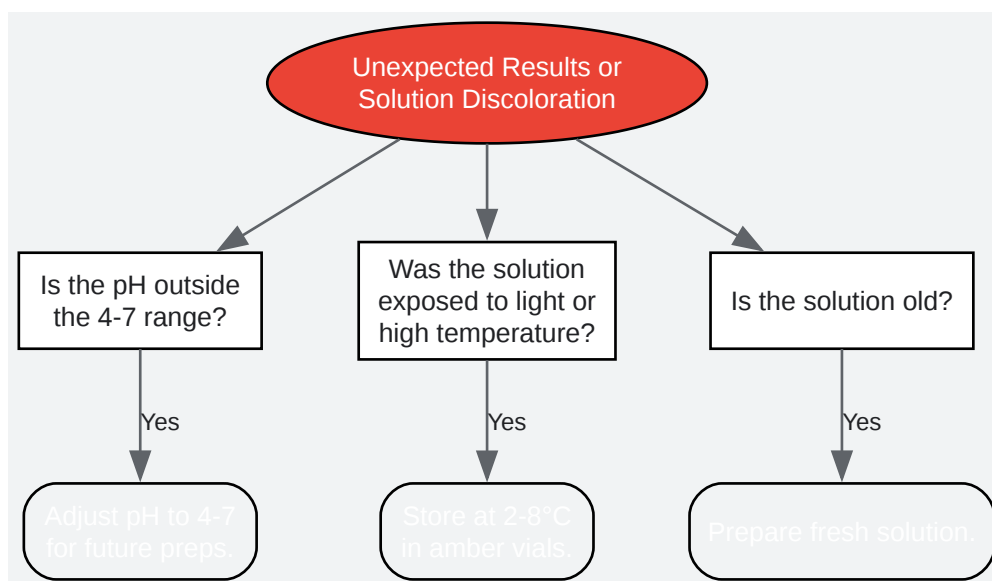 Unexpected Results or
Solution Discoloration
Is the pH outside
the 4-7 range?
Was the solution
exposed to light or
high temperature?
Is the solution old?
Yes
Yes
Yes
Adjust pH to 4-7
for future preps.
Store at 2-8°C
in amber vials.
Prepare fresh solution.